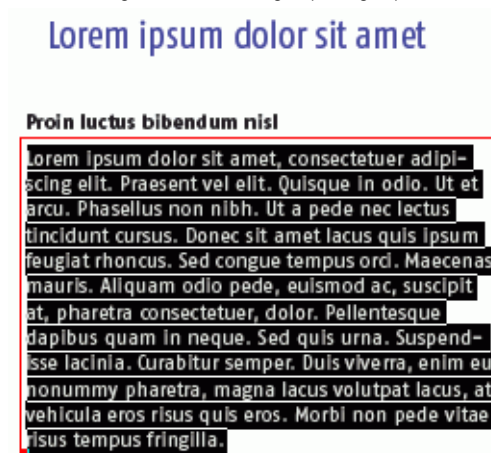 Lorem ipsum dolor sit amet
Proin luctus bibendum nisl
Lorem ipsum dolor sit amet, consectetuer adipi-
scing elit. Praesent vel elit. Quisque in odio. Ut et
arcu. Phasellus non nibh. Ut a pede nec lectus
tincidunt cursus. Donec sit amet lacus quis ipsum
feugiat rhoncus. Sed congue tempus orci. Maecenas
mauris. Aliquam odio pede, euismod ac, suscipit
at, pharetra consectetuer, dolor. Pellentesque
dapibus quam in neque. Sed quis urna. Suspend-
isse lacinia. Curabitur semper. Duis viverra, enim eu
nonummy pharetra, magna lacus volutpat lacus, at
vehicula eros risus quis eros. Morbi non pede vitae
risus tempus fringilla.